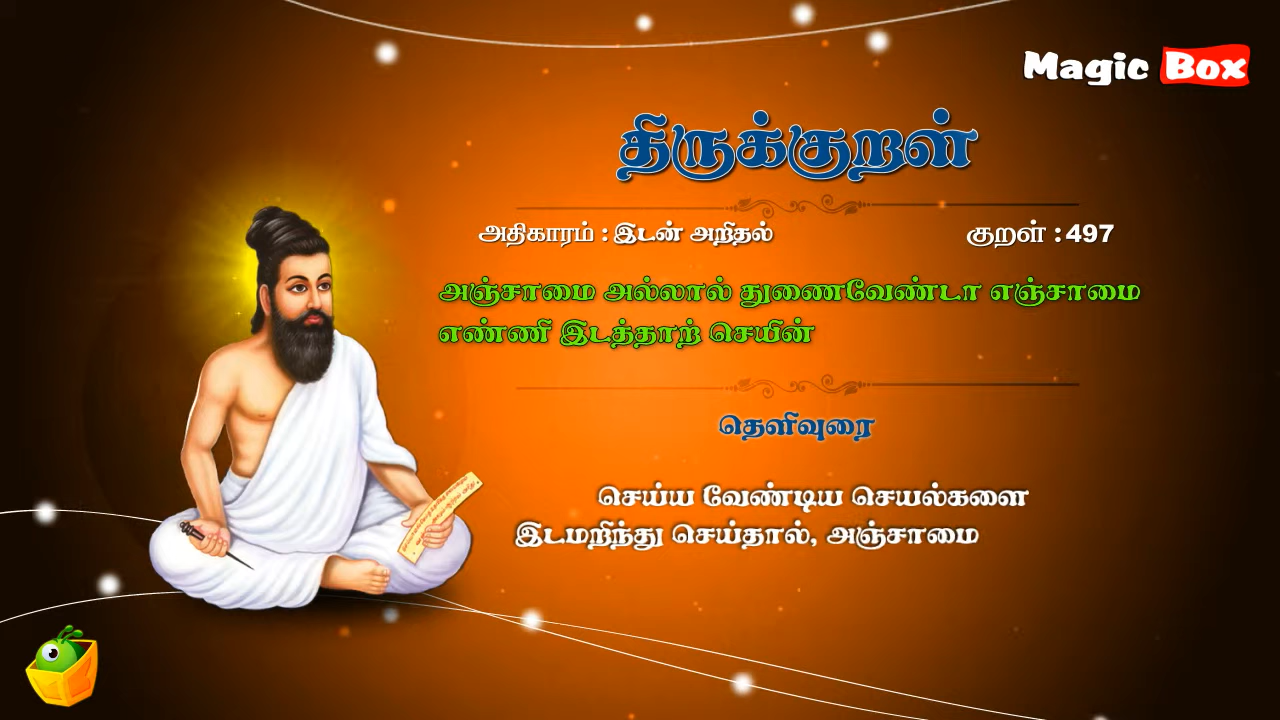 Magic Box
திருக்குறள்
அதிகாரம் : இடன் அறிதல் குறள் : 497
அஞ்சாமை அல்லால் துணைவேண்டா எஞ்சாமை
எண்ணி இடத்தாற் செயின்
தெளிவுரை
செய்ய வேண்டிய செயல்களை
இடமறிந்து செய்தால், அஞ்சாமை